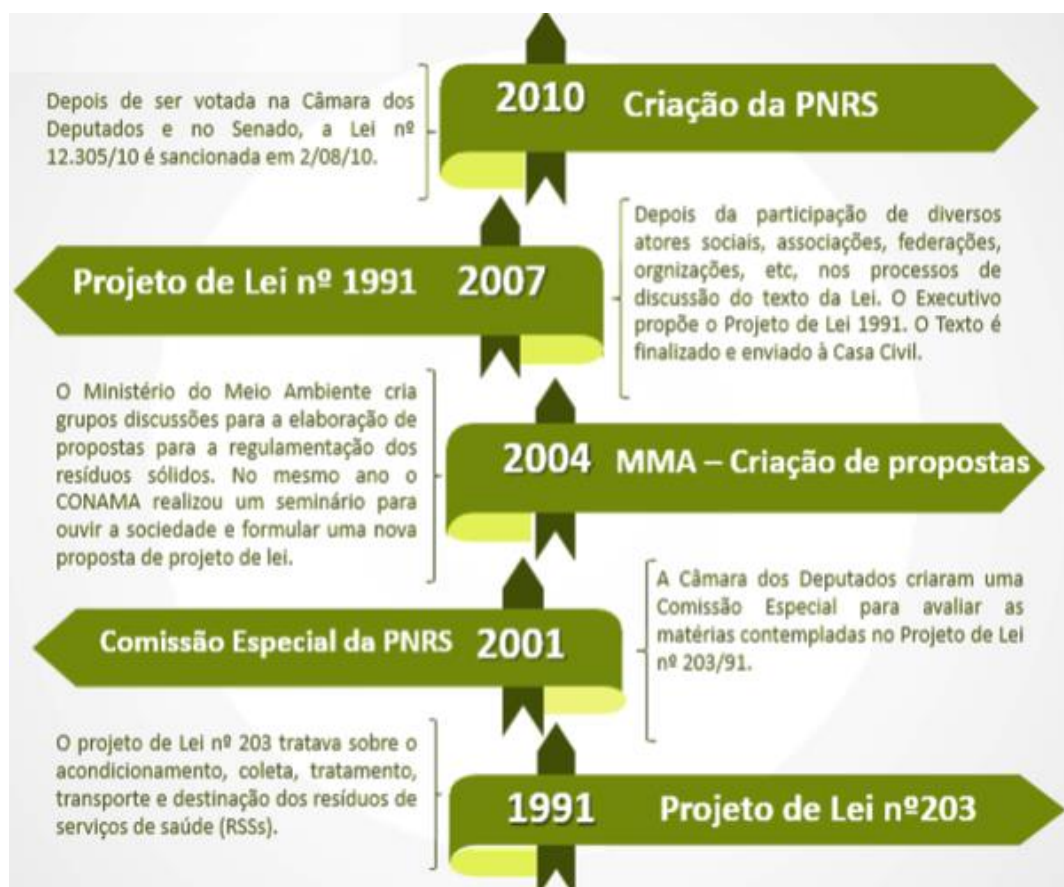 2010 Criação da PNRS
Depois de ser votada na Câmara dos
Deputados e no Senado, a Lei nº
12.305/10 é sancionada em 2/08/10.
Projeto de Lei nº 1991 2007
Depois da participação de diversos
atores sociais, associações, federações,
orgnizações, etc, nos processos de
discussão do texto da Lei. O Executivo
propõe o Projeto de Lei 1991. O Texto é
finalizado e enviado à Casa Civil.
2004 MMA – Criação de propostas
O Ministério do Meio Ambiente cria
grupos discussões para a elaboração de
propostas para a regulamentação dos
resíduos sólidos. No mesmo ano o
CONAMA realizou um seminário para
ouvir a sociedade e formular uma nova
proposta de projeto de lei.
Comissão Especial da PNRS 2001
A Câmara dos Deputados criaram uma
Comissão Especial para avaliar as
matérias contempladas no Projeto de Lei
nº 203/91.
1991 Projeto de Lei nº203
O projeto de Lei nº 203 tratava sobre o
acondicionamento, coleta, tratamento,
transporte e destinação dos resíduos de
serviços de saúde (RSSs).